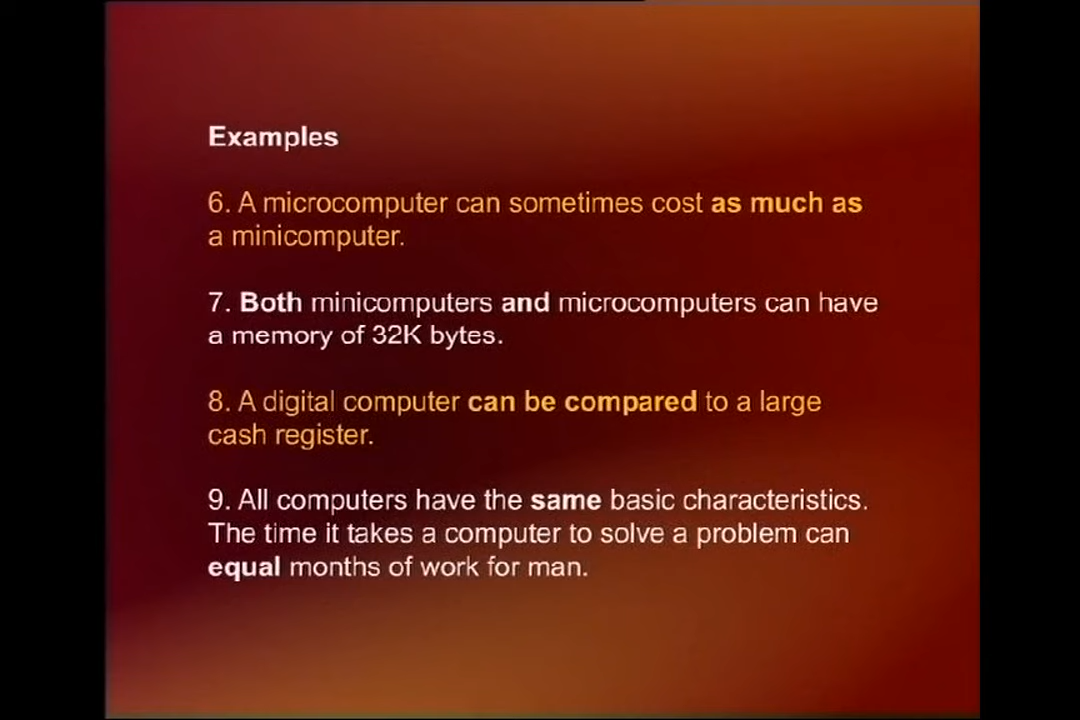 Examples
6. A microcomputer can sometimes cost as much as
a minicomputer.
7. Both minicomputers and microcomputers can have
a memory of 32K bytes.
8. A digital computer can be compared to a large
cash register.
9. All computers have the same basic characteristics.
The time it takes a computer to solve a problem can
equal months of work for man.